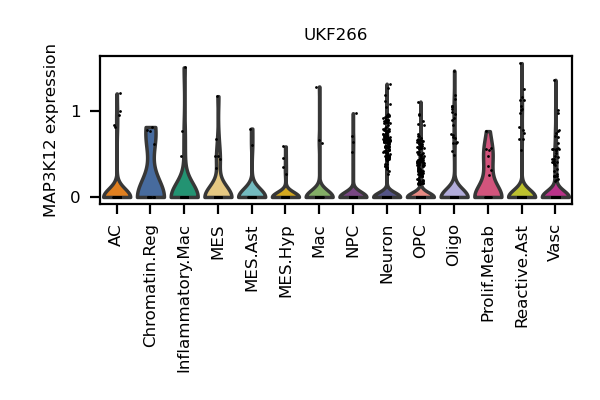 UKF266
MAP3K12 expression
1
0
AC
Chromatin.Reg
Inflammatory.Mac
MES
MES.Ast
MES.Hyp
Mac
NPC
Neuron
OPC
Oligo
Prolif.Metab
Reactive.Ast
Vasc